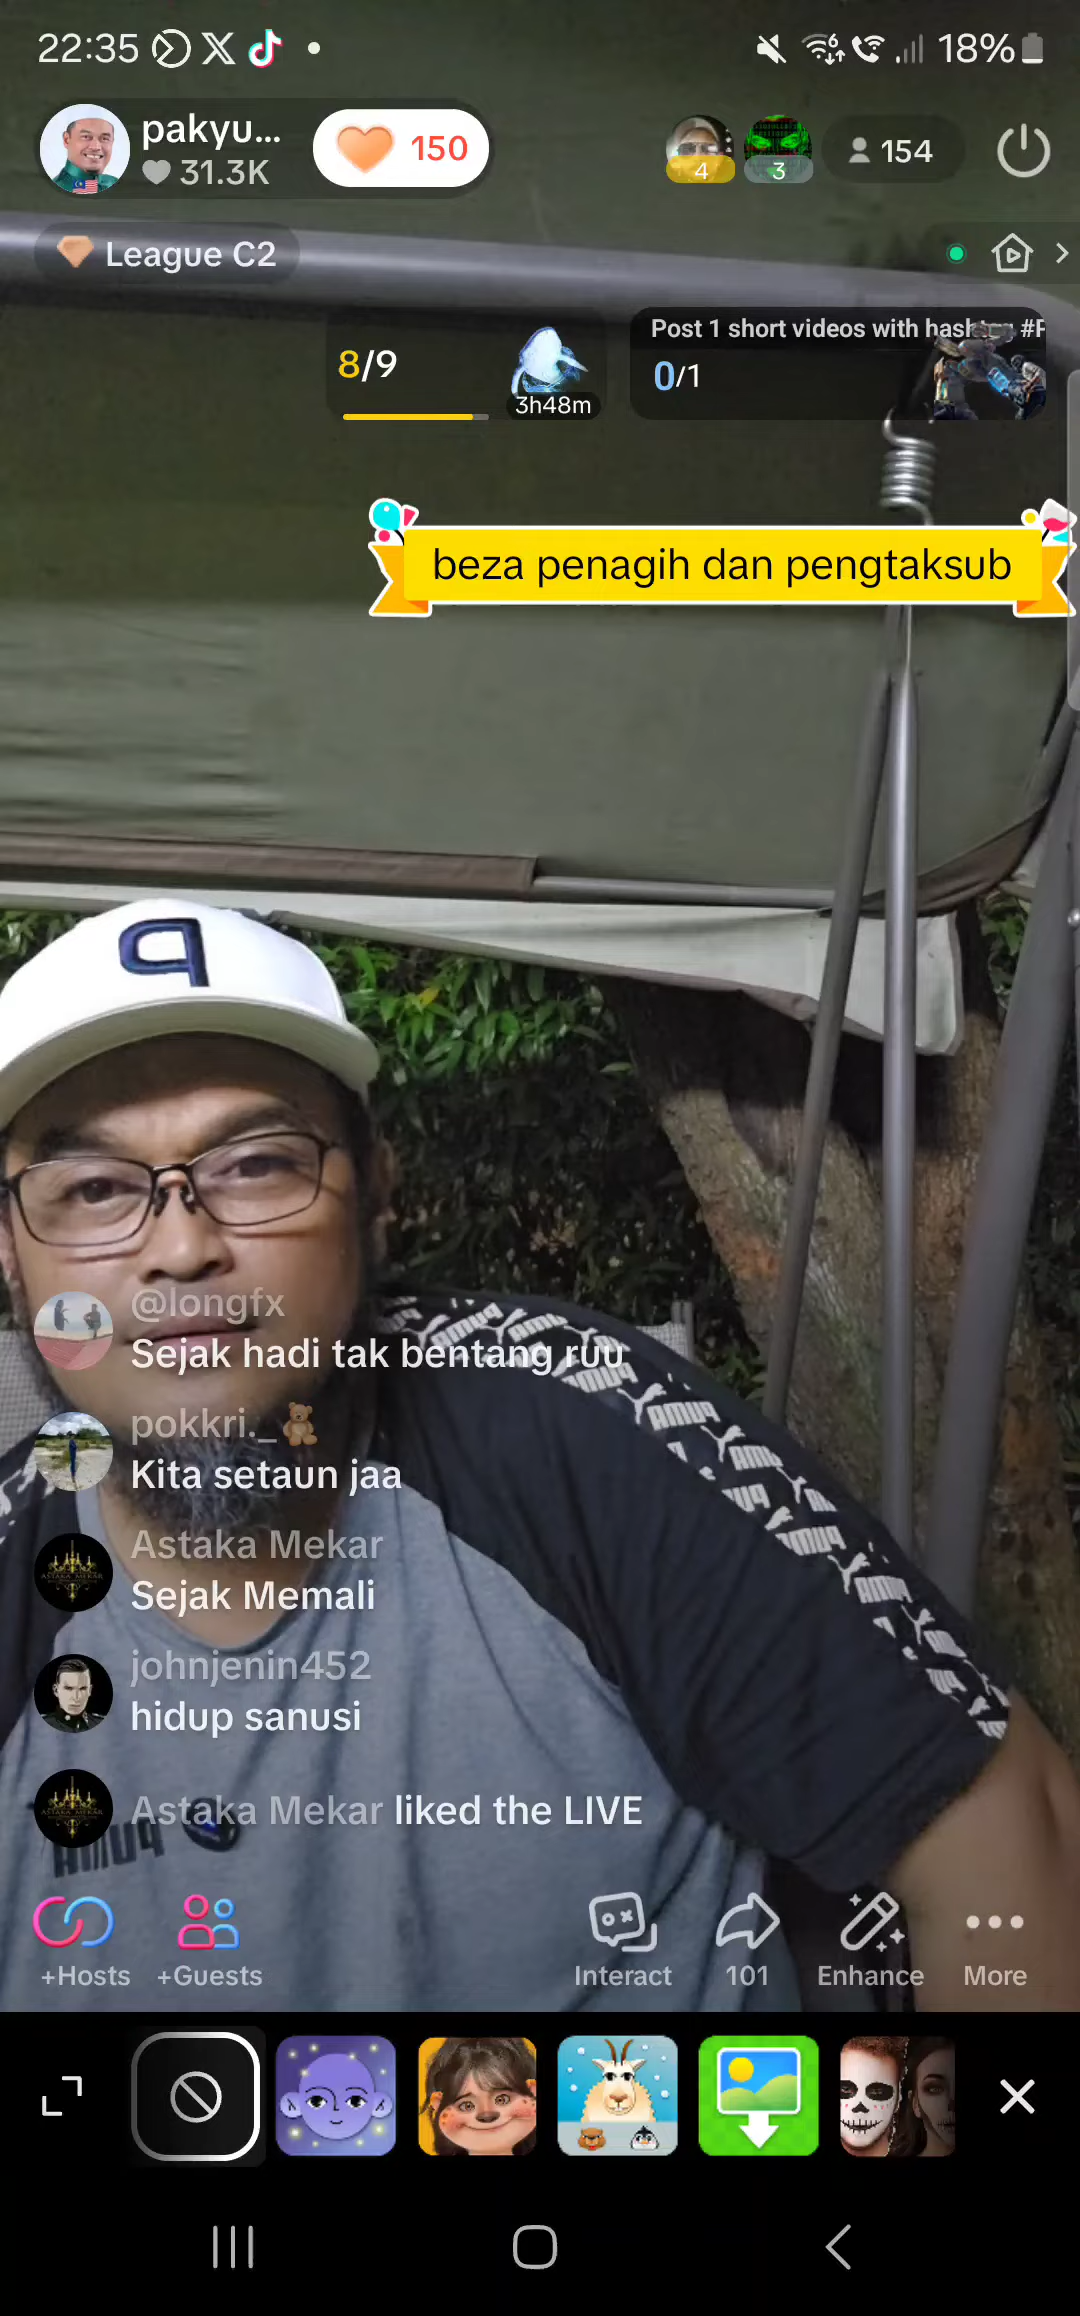 22:35
18%
pakyu...
31.3K
150
4
3
154
League C2
8/9
3h48m
Post 1 short videos with hashtag #F
0/1
beza penagih dan pengtaksub
@longfx
Sejak hadi tak bentang ruu
pokkri._🧸
Kita setaun jaa
Astaka Mekar
Sejak Memali
johnjenin452
hidup sanusi
Astaka Mekar liked the LIVE
+Hosts
+Guests
Interact
101
Enhance
More